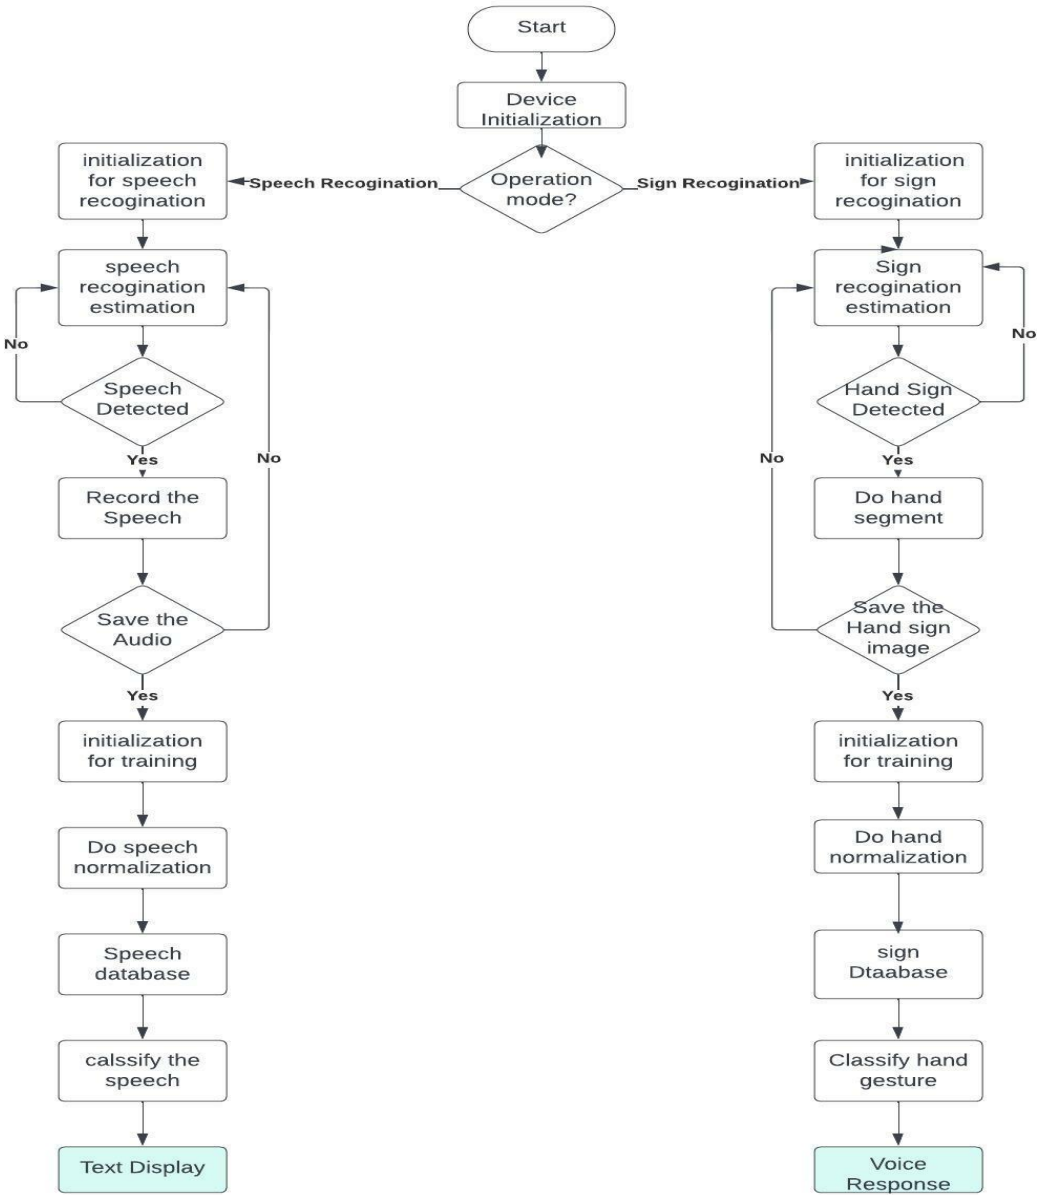 Start
Device
Initialization
Operation
mode?
Speech Recogination
Sign Recogination
initialization
for speech
recogination
speech
recogination
estimation
No
Speech
Detected
Yes
No
Record the
Speech
Save the
Audio
Yes
initialization
for training
Do speech
normalization
Speech
database
calssify the
speech
Text Display
initialization
for sign
recogination
Sign
recogination
estimation
No
Hand Sign
Detected
Yes
No
Do hand
segment
Save the
Hand sign
image
Yes
initialization
for training
Do hand
normalization
sign
Dtaabase
Classify hand
gesture
Voice
Response